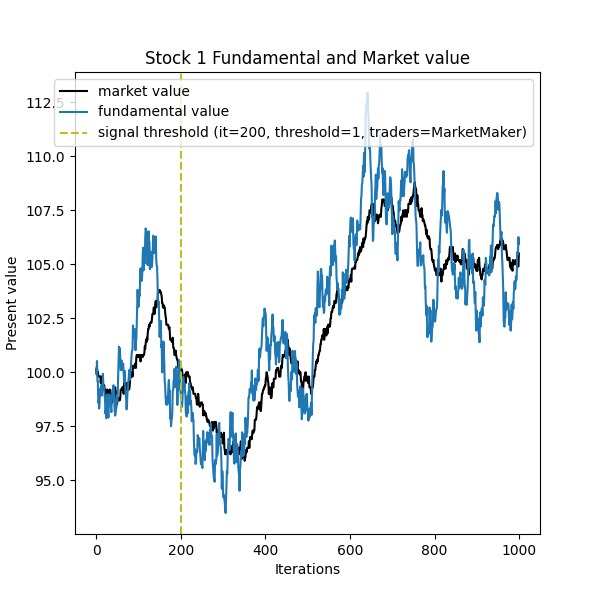 Stock 1 Fundamental and Market value
market value
fundamental value
signal threshold (it=200, threshold=1, traders=MarketMaker)
112.5
110.0
107.5
105.0
102.5
100.0
97.5
95.0
Present value
0 200 400 600 800 1000
Iterations